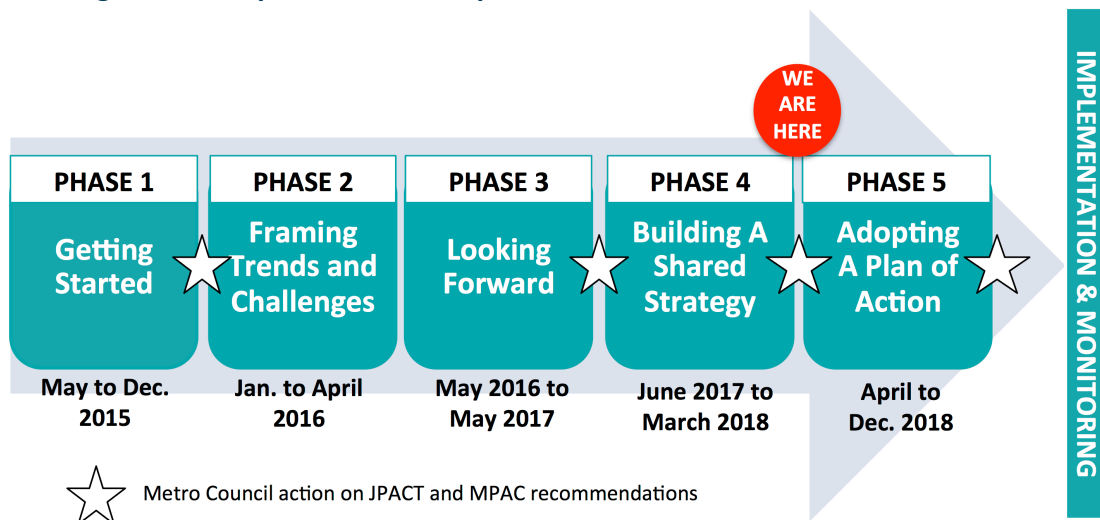 WE
ARE
HERE
PHASE 1
Getting
Started
May to Dec.
2015
PHASE 2
Framing
Trends and
Challenges
Jan. to April
2016
PHASE 3
Looking
Forward
May 2016 to
May 2017
PHASE 4
Building A
Shared
Strategy
June 2017 to
March 2018
PHASE 5
Adopting
A Plan of
Action
April to
Dec. 2018
IMPLEMENTATION & MONITORING
Metro Council action on JPACT and MPAC recommendations